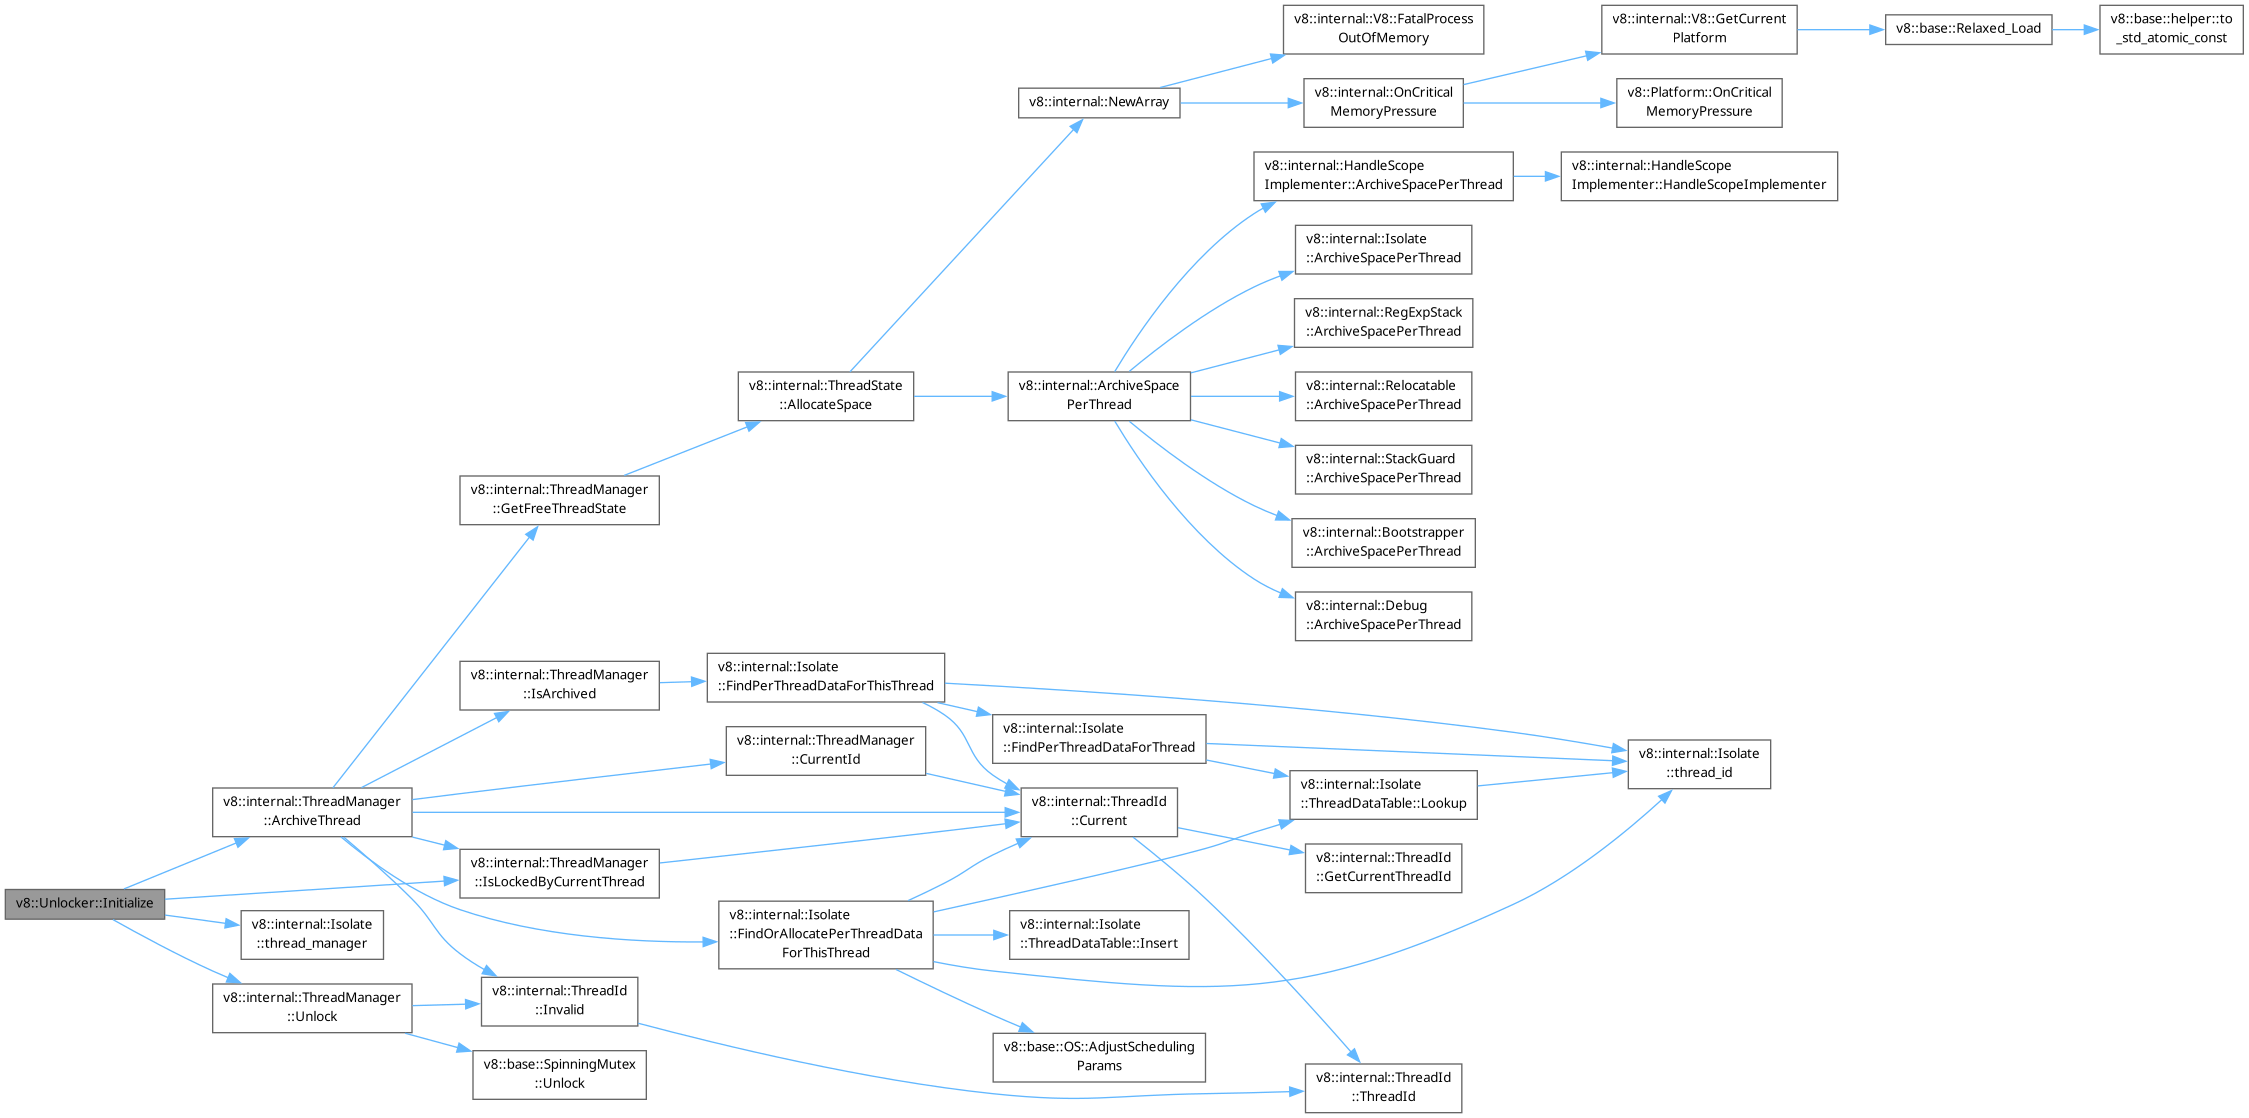 v8::internal::V8::FatalProcess
OutOfMemory
v8::internal::V8::GetCurrent
Platform
v8::base::Relaxed_Load
v8::base::helper::to
_std_atomic_const
v8::internal::NewArray
v8::internal::OnCritical
MemoryPressure
v8::Platform::OnCritical
MemoryPressure
v8::internal::HandleScope
Implementer::ArchiveSpacePerThread
v8::internal::HandleScope
Implementer::HandleScopeImplementer
v8::internal::Isolate
::ArchiveSpacePerThread
v8::internal::RegExpStack
::ArchiveSpacePerThread
v8::internal::ThreadState
::AllocateSpace
v8::internal::ArchiveSpace
PerThread
v8::internal::Relocatable
::ArchiveSpacePerThread
v8::internal::StackGuard
::ArchiveSpacePerThread
v8::internal::ThreadManager
::GetFreeThreadState
v8::internal::Bootstrapper
::ArchiveSpacePerThread
v8::internal::Debug
::ArchiveSpacePerThread
v8::internal::ThreadManager
::IsArchived
v8::internal::Isolate
::FindPerThreadDataForThisThread
v8::internal::Isolate
::FindPerThreadDataForThread
v8::internal::ThreadManager
::CurrentId
v8::internal::Isolate
::thread_id
v8::internal::Isolate
::ThreadDataTable::Lookup
v8::internal::ThreadManager
::ArchiveThread
v8::internal::ThreadId
::Current
v8::internal::ThreadManager
::IsLockedByCurrentThread
v8::internal::ThreadId
::GetCurrentThreadId
v8::Unlocker::Initialize
v8::internal::Isolate
::thread_manager
v8::internal::Isolate
::FindOrAllocatePerThreadData
ForThisThread
v8::internal::Isolate
::ThreadDataTable::Insert
v8::internal::ThreadManager
::Unlock
v8::internal::ThreadId
::Invalid
v8::base::SpinningMutex
::Unlock
v8::base::OS::AdjustScheduling
Params
v8::internal::ThreadId
::ThreadId